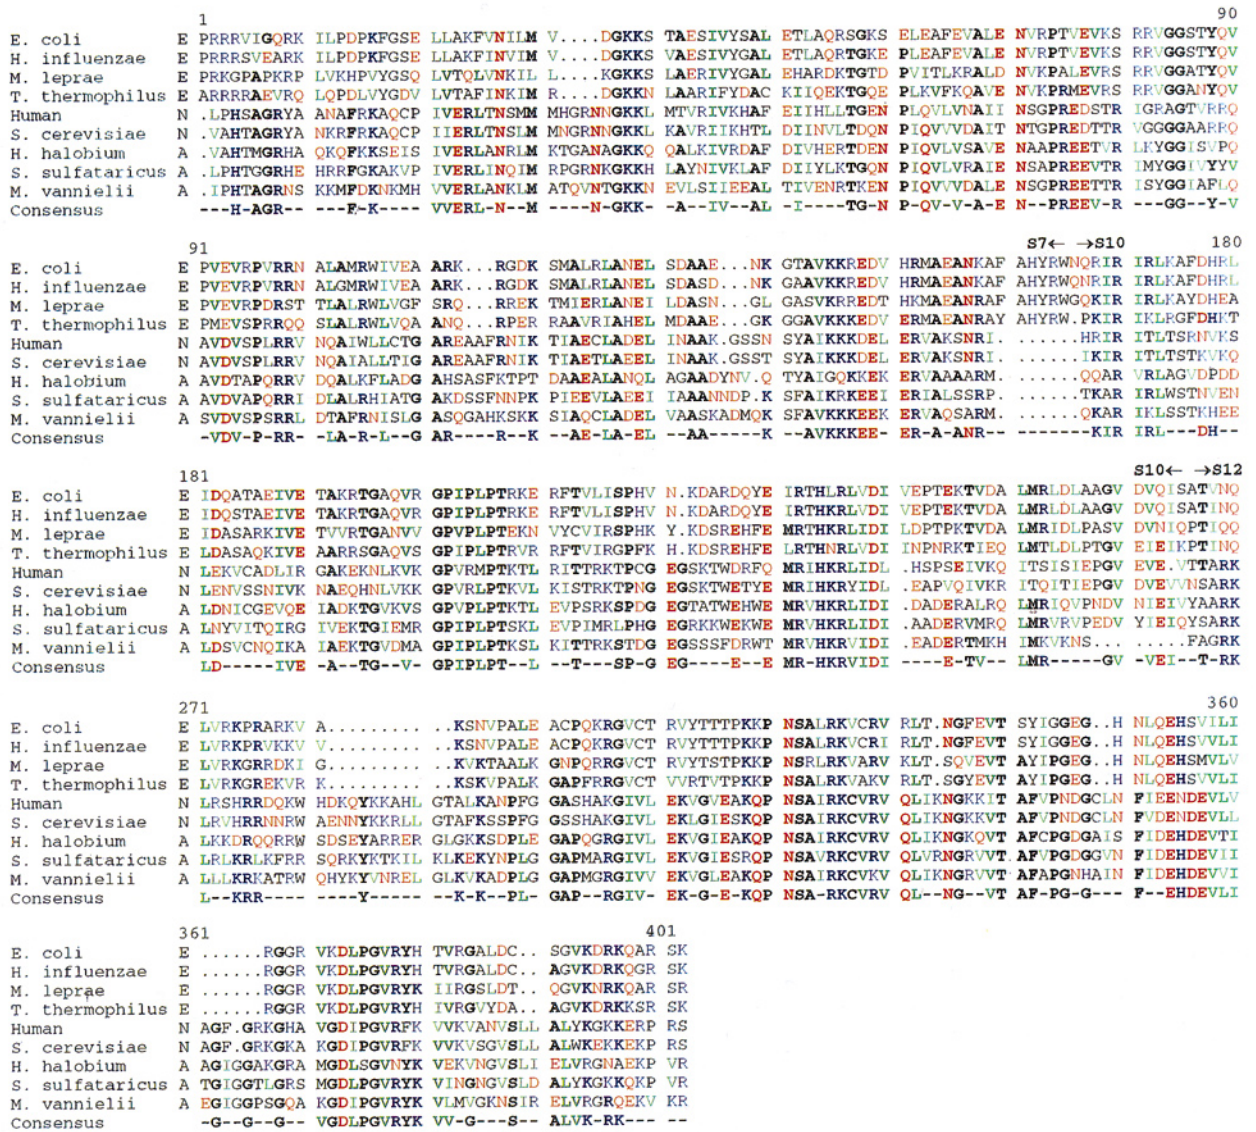 1 90
E. coli E PRRRVIGQRK ILPDPKFGSE LLAKFVNILM V....DGKKS TAESIVYSAL ETLAQRSGKS ELEAFEVALE NVRPTVEVKS RRVGGSTYQV
H. influenzae E PRRRSVEARK ILPDPKFGSE LLAKFINVIM V....DGKKS VAESIVYGAL ETLAQRTGKE PLEAFEVALE NVRPTVEVKS RRVGGSTYQV
M. leprae E PRKGPAPKRP LVKHPVYGSQ LVTQLVNKIL L....KGKKS LAERIVYGAL EHARDKTGTD PVITLKRALD NVKPALEVRS RRVGGATYQV
T. thermophilus E ARRRRAEVRQ LQPDLVYGDV LVTAFINKIM R....DGKKN LAARIFYDAC KIIQEKTGQE PLKVFKQAVE NVKPRMEVRS RRVGGANYQV
Human N .LPHSAGRYA ANAFRKAQCP IVERLTNSMM MHGRNNGKKL MTVRIVKHAF EIIHLLTGEN PLQVLVNAII NSGPREDSTR IGRAGTVRRQ
S. cerevisiae N .VAHTAGRYA NKRFRKAQCP IIERLTNSLM MNGRNNGKKL KAVRIIKHTL DIINVLTDQN PIQVVVDAIT NTGPREDTTR VGGGGAARRQ
H. halobium A .VAHTMGRHA QKQFKKSEIS IVERLANRLM KTGANAGKKQ QALKIVRDAF DIVHERTDEN PIQVLVSAVE NAAPREETVR LKYGGISVPQ
S. sulfataricus A .LPHTGGRHE HRRFGKAKVP IVERLINQIM RPGRNKGKKH LAYNIVKLAF DIIYLKTGQN PIQVLVRAIE NSAPREEVTR IMYGGIVYYV
M. vannielii A .IPHTAGRNS KKMFDKNKMH VVERLANKLM ATQVNTGKKN EVLSIIEEAL TIVENRTKEN PIQVVVDALE NSGPREETTR ISYGGIAFLQ
Consensus ---H-AGR---- --F-K---- VVERL-N--M ----N-GKK- -A--IV--AL -I----TG-N P-QV-V-A-E N--PREEV-R ---GG--Y-V
S7← →S10
91 180
E. coli E PVEVRPVRRN ALAMRWIVEA ARK...RGDK SMALRLANEL SDAAE...NK GTAVKKREDV HRMAEANKAF AHYRWNQRIR IRLKAFDHRL
H. influenzae E PVEVRPVRRN ALGMRWIVEA ARK...RGDK SMALRLANEL SDASD...NK GAAVKKREDV HRMAEANKAF AHYRWNQRIR IRLKAFDHRL
M. leprae E PVEVRPDRST TLALRWLVGF SRQ...RREK TMIERLANEI LDASN...GL GASVKRREDT HKMAEANRAF AHYRWGQKIR IRLKAYDHEA
T. thermophilus E PMEVSPRRQQ SLALRWLVQA ANQ...RPER RAAVRIAHEL MDAAE...GK GGAVKKKEDV ERMAEANRAY AHYRW.PKIR IKLRGFDHKT
Human N AVDVSPLRRV NQAIWLLCTG AREAAFRNIK TIAECLADEL INAAK.GSSN SYAIKKKDEL ERVAKSNRI. ......HRIR ITLTSRNVKS
S. cerevisiae N AVDVSPLRRV NQAIALLTIG AREAAFRNIK TIAETLAEEL INAAK.GSST SYAIKKKDEL ERVAKSNRI. ......IKIR ITLTSTKVKQ
H. halobium A AVDTAPQRRV DQALKFLADG AHSASFKTPT DAAEALANQL AGAADYNV.Q TYAIGQKKEK ERVAAAARM. ......QQAR VRLAGVDPDD
S. sulfataricus A AVDVAPQRRI DLALRHIATG AKDSSFNNPK PIEEVLAEEI IAAANNDP.K SFAIKRKEEI ERIALSSRP. ......TKAR IRLWSTNVEN
M. vannielii A SVDVSPSRRL DTAFRNISLG ASQGAHKSKK SIAQCLADEL VAASKADMQK SFAIKRKEEK ERVAQSARM. ......QKAR IKLSSTKHEE
Consensus -VDV-P-RR- -LA-R-L--G AR----R--K --AE-LA-EL --AA----K --AVKKKEE- ER-A-ANR-- ------KIR IRL---DH--
S10← →S12
181
E. coli E IDQATAEIVE TAKRTGAQVR GPIPLPTRKE RFTVLISPHV N.KDARDQYE IRTHLRLVDI VEPTEKTVDA LMRLDLAAGV DVQISATVNQ
H. influenzae E IDQSTAEIVE TAKRTGAQVR GPIPLPTRKE RFTVLISPHV N.KDARDQYE IRTHKRLVDI VEPTEKTVDA LMRLDLAAGV DVQISATVNQ
M. leprae E IDASARKIVE TVVRTGANVV GPVPLPTEKN VYCVIRSPHK Y.KDSREHFE MRTHKRLIDI LDPTPKTVDA LMRIDLPASV DVNIQPTIQQ
T. thermophilus E LDASAQKIVE AARRSGAQVS GPIPLPTRVR RFTVIRGPFK H.KDSREHFE LRTHNRLVDI INPNRKTIEQ LMTLDLPTGV EIEIKPTINQ
Human N LEKVCADLIR GAKEKNLKVK GPVRMPTKTL RITTRKTPCG EGSKTWDRFQ MRIHKRLIDL .HSPSEIVKQ ITSISIEPGV EVE.VTTARK
S. cerevisiae N LENVSSNIVK NAEQHNLVKK GPVRLPTKVL KISTRKTPNG EGSKTWETYE MRIHKRYIDL .EAPVQIVKR ITQITIEPGV DVEVVNSARK
H. halobium A LDNICGEVQE IADKTGVKVS GPVPLPTKTL EVPSRKSPDG EGTATWEHWE MRVHKRLIDI .DADERALRQ LMRIQVPNDV NIEIVYAARK
S. sulfataricus A LNYVITQIRG IVEKTGIEMR GPIPLPTSKL EVPIMRLPHG EGRKKWEKWE MRVHKRLIDI .AADERVMRQ LMRVRVPEDV YIEIQYSARK
M. vannielii A LDSVCNQIKA IAEKTGVDMA GPIPLPTKSL KITTRKSTDG EGSSSFDRWT MRVHKRLIDI .EADERTMKH IMKVKNS... .....FAGRK
Consensus LD-----IVE -A--TG--V- GPIPLPT--L --T---SP-G EG----E--E MR-HKRVIDI ----E-TV-- LMR-----GV --VEI--T-RK
271 360
E. coli E LVRKPRARKV A......... .KSNVPALE ACPQKRGVCT RVYTTTPKKP NSALRKVCRV RLT.NGFEVT SYIGGEG..H NLQEHSVILI
H. influenzae E LVRKPRVKKV V......... .KSNVPALE ACPQKRGVCT RVYTTTPKKP NSALRKVCRI RLT.NGFEVT SYIGGEG..H NLQEHSVVLI
M. leprae E LVRKGRRDKI G......... .KVKTAALK GNPQRRGVCT RVYTSTPKKP NSRLRKVARV KLT.SQVEVT AYIPGEG..H NLQEHSMVLV
T. thermophilus E LVRKGREKVR K......... .KSKVPALK GAPFRRGVCT VVRTVTPKKP NSALRKVAKV RLT.SGYEVT AYIPGEG..H NLQEHSVVLI
Human N LRSHRRDQKW HDKQYKKAHL GTALKANPFG GASHAKGIVL EKVGVEAKQP NSAIRKCVRV QLIKNGKKIT AFVPNDGCLN FIEENDEVLV
S. cerevisiae N LRVHRRNNRW AENNYKKRLL GTAFKSSPFG GSSHAKGIVL EKLGIESKQP NSAIRKCVRV QLIKNGKKVT AFVPNDGCLN FVDENDEVLL
H. halobium A LKKDRQQRRW SDSEYARRER GLGKKSDPLE GAPQGRGIVL EKVGIEAKQP NSAIRKCVRV QLIKNGKQVT AFCPGDGAIS FIDEHDEVTI
S. sulfataricus A LRLKRLKFRR SQRKYKTKIL KLKEKYNPLG GAPMARGIVL EKVGIESRQP NSAVRKCVRV QLVRNGRVVT AFVPGDGGVN FIDEHDEVII
M. vannielii A LLLKRKATRW QHYKYVNREL GLKVKADPLG GAPMGRGIVV EKVGLEAKQP NSAIRKCVRV QLIKNGRVVT AFAPGNHAIN FIDEHDEVVI
Consensus L--KRR---- ----Y----- ---K-K--PL- GAP--RGIV- EK-G-E-KQP NSA-RKCVRV QL--NG--VT AF-PG-G--- F--EHDEVLI
361 401
E. coli E ......RGGR VKDLPGVRYH TVRGALDC.. SGVKDRKQAR SK
H. influenzae E ......RGGR VKDLPGVRYH TVRGALDC.. AGVKDRKQGR SK
M. leprae E ......RGGR VKDLPGVRYK IIRGSLDT.. QGVKNRKQAR SR
T. thermophilus E ......RGGR VKDLPGVRYH IVRGVYDA.. AGVKDRKKSR SK
Human N AGF.GRKGHA VGDIPGVRFK VVKVANVSLL ALYKGKKERP RS
S. cerevisiae N AGF.GRKGKA KGDIPGVRFK VVKVSGVSLL ALWKEKKEKP RS
H. halobium A AGIGGAKGRA MGDLSGVNYK VEKVNGVSLI ELVRGNAEKP VR
S. sulfataricus A TGIGGTLGRS MGDLPGVRYK VINGNGVSLD ALYKGKKQKP VR
M. vannielii A EGIGGPSGQA KGDIPGVRYK VLMVGKNSIR ELVRGRQEKV KR
Consensus -G--G--G-- VGDLPGVRYK VV-G---S-- ALVK-RK--- --